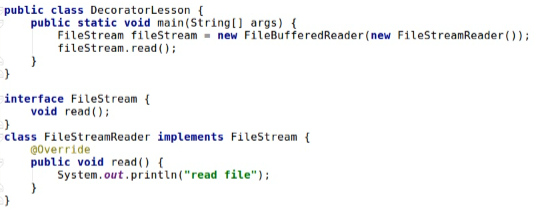 public class DecoratorLesson {
    public static void main(String[] args) {
        FileStream fileStream = new FileBufferedReader(new FileStreamReader());
        fileStream.read();
    }
}

interface FileStream {
    void read();
}
class FileStreamReader implements FileStream {
    @Override
    public void read() {
        System.out.println("read file");
    }
}